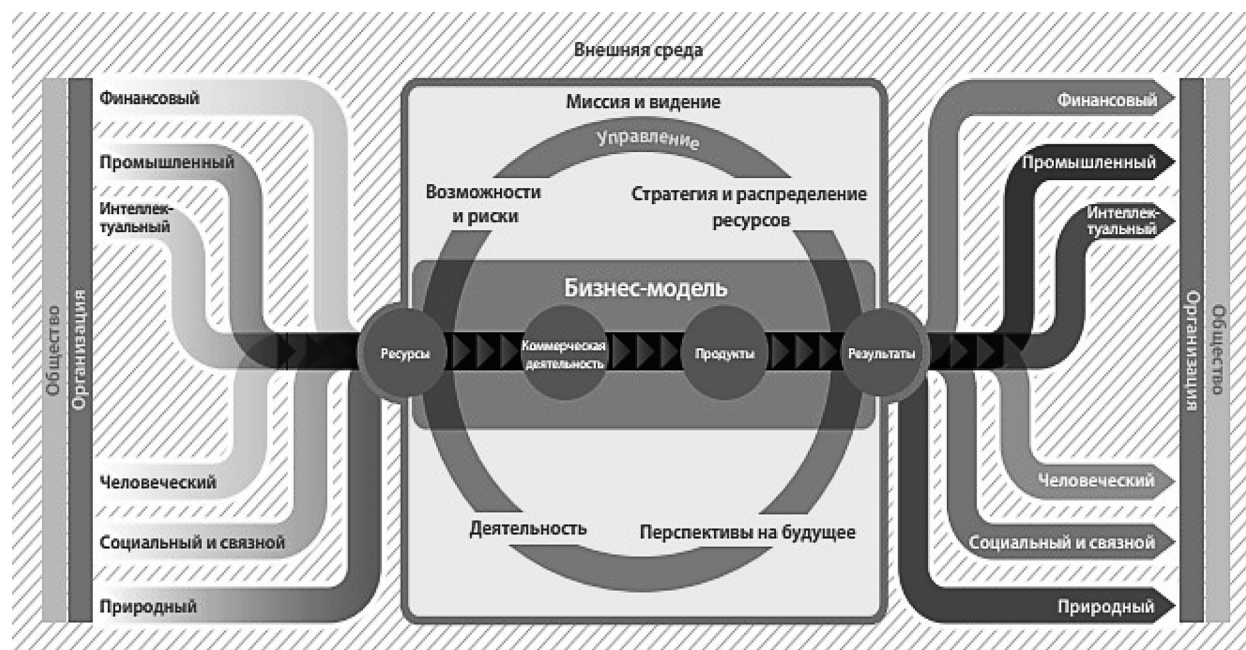 Внешняя среда
Общество
Организация
Финансовый
Промышленный
Интеллек-
туальный
Человеческий
Социальный и связной
Природный
Миссия и видение
Управление
Возможности
и риски
Стратегия и распределение
ресурсов
Бизнес-модель
Ресурсы
Коммерческая
деятельность
Продукты
Результаты
Деятельность
Перспективы на будущее
Финансовый
Промышленный
Интеллек-
туальный
Человеческий
Социальный и связной
Природный
Организация
Общество